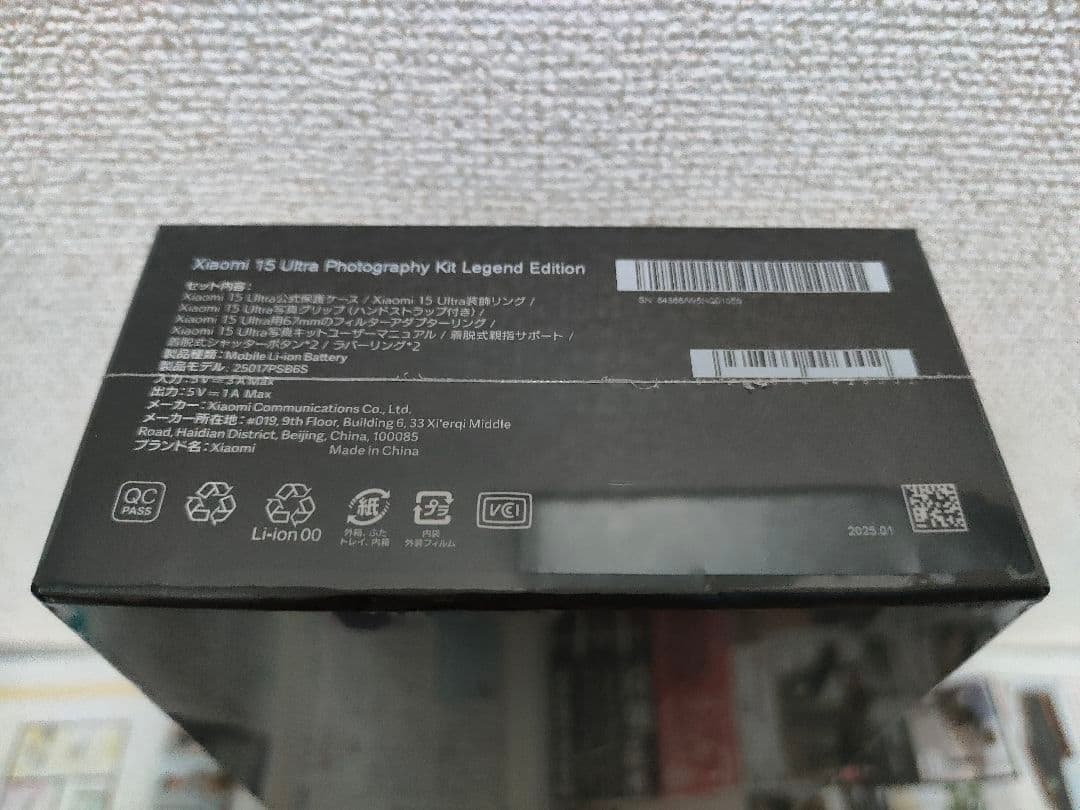 Xiaomi 15 Ultra Photography Kit Legend Edition
セット内容:
Xiaomi 15 Ultra公式保護ケース / Xiaomi 15 Ultra装飾リング /
Xiaomi 15 Ultra写真グリップ (ハンドストラップ付き) /
Xiaomi 15 Ultra用67mmのフィルターアダプターリング /
Xiaomi 15 Ultra写真キットユーザーマニュアル / 着脱式親指サポート /
着脱式シャッターボタン*2 / ラバーリング*2
製品種類: Mobile Li-ion Battery
製品モデル: 25017PSB6S
入力: 5V⎓3A Max
出力: 5V⎓1A Max
メーカー: Xiaomi Communications Co., Ltd.
メーカー所在地: #019, 9th Floor, Building 6, 33 Xi'erqi Middle
Road, Haidian District, Beijing, China, 100085
ブランド名: Xiaomi Made in China
SN:
QC
PASS
Li-ion 00
紙
外箱、ふた
トレイ、内箱
プラ
内袋
外装フィルム
VCI
2025.01